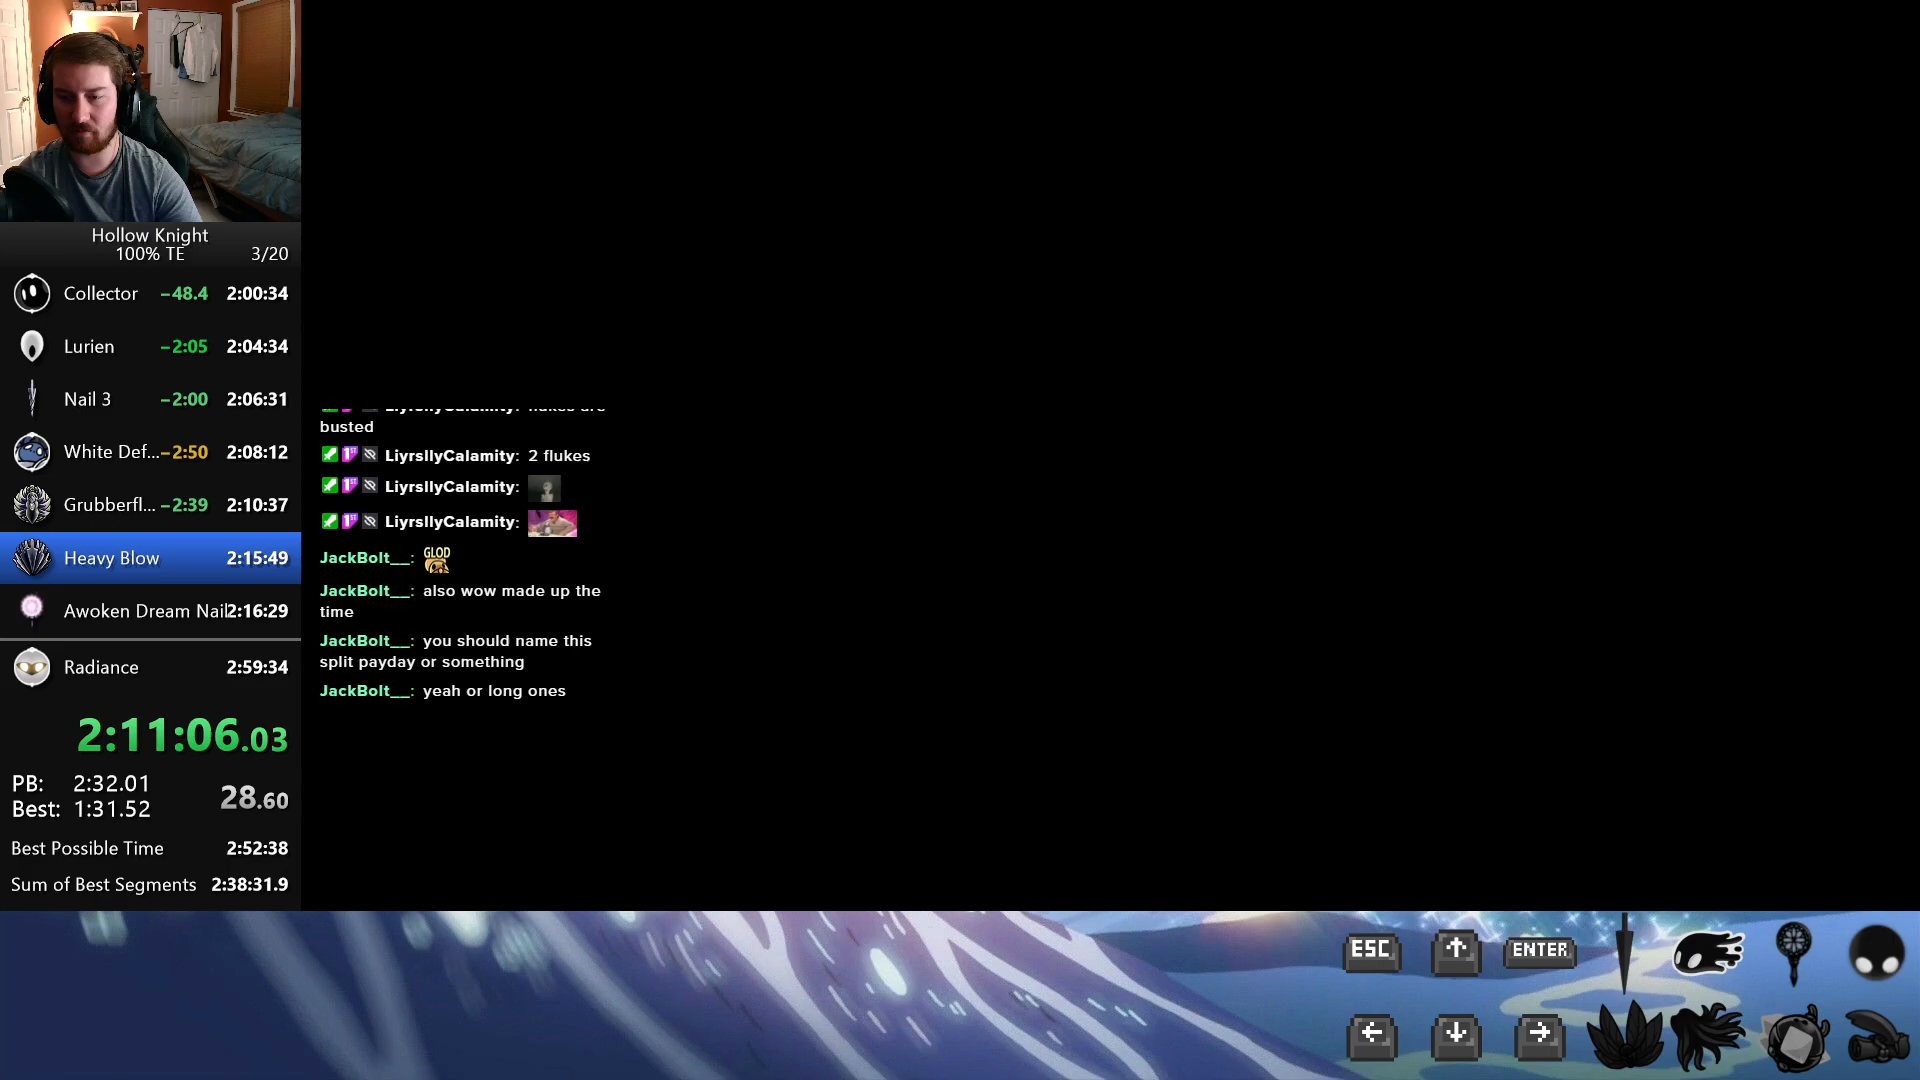 Hollow Knight
100% TE 3/20
Collector −48.4 2:00:34
Lurien −2:05 2:04:34
Nail 3 −2:00 2:06:31
White Def... −2:50 2:08:12
Grubberfl... −2:39 2:10:37
Heavy Blow 2:15:49
Awoken Dream Nail 2:16:29
Radiance 2:59:34
2:11:06.03
PB: 2:32.01
Best: 1:31.52
28.60
Best Possible Time 2:52:38
Sum of Best Segments 2:38:31.9
LiyrsllyCalamity: flukes are
busted
LiyrsllyCalamity: 2 flukes
LiyrsllyCalamity:
LiyrsllyCalamity:
JackBolt__: GLOD
JackBolt__: also wow made up the
time
JackBolt__: you should name this
split payday or something
JackBolt__: yeah or long ones
ESC ↑ ENTER
← ↓ →